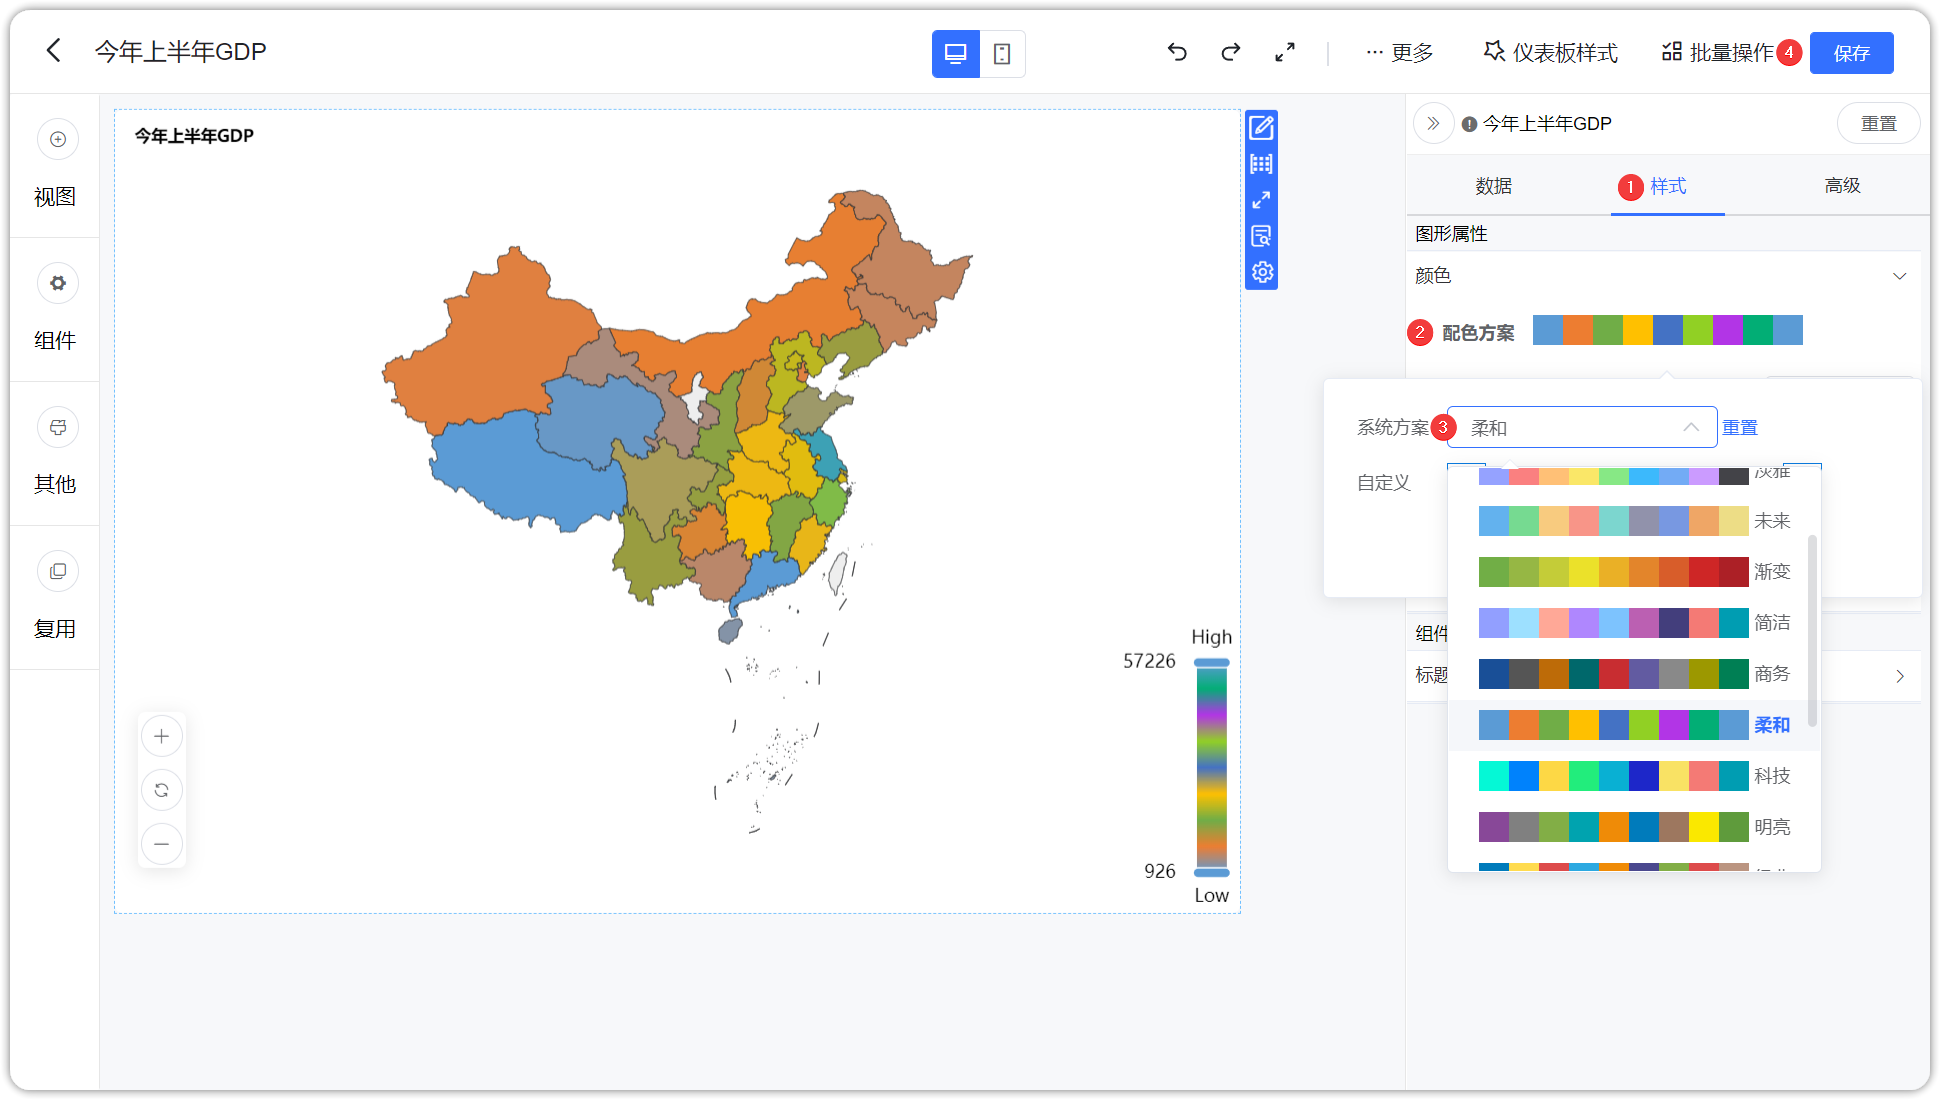 今年上半年GDP
更多
仪表板样式
批量操作
4
保存
视图
组件
其他
复用
今年上半年GDP
High
57226
926
Low
今年上半年GDP
重置
数据
1
样式
高级
图形属性
颜色
2
配色方案
系统方案
3
柔和
重置
自定义
淡雅
未来
渐变
简洁
商务
柔和
科技
明亮
组件
标题